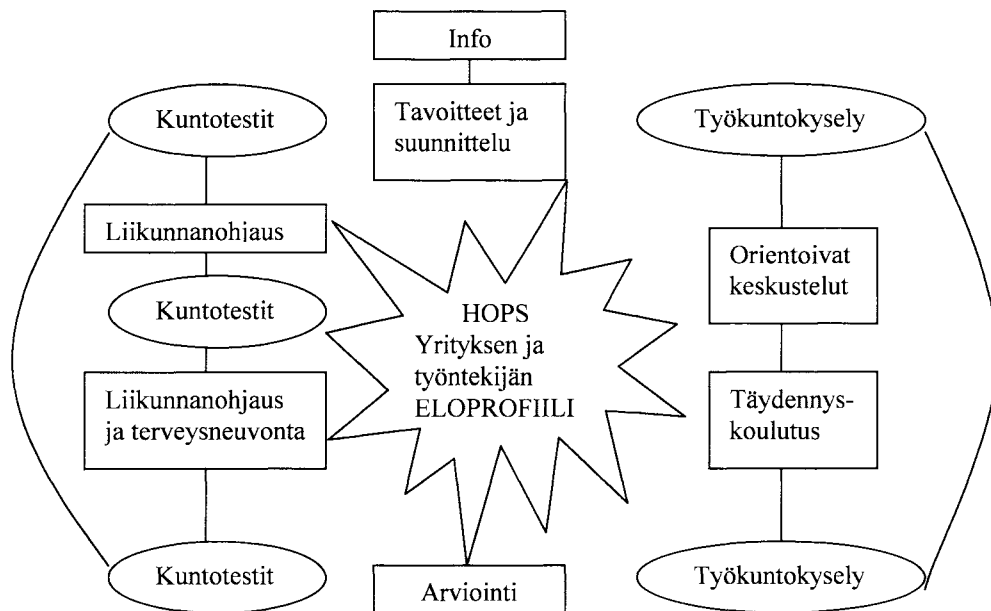 Info
Tavoitteet ja
suunnittelu
Kuntotestit
Liikunnanohjaus
Kuntotestit
Liikunnanohjaus
ja terveysneuvonta
Kuntotestit
HOPS
Yrityksen ja
työntekijän
ELOPROFIILI
Arviointi
Työkuntokysely
Orientoivat
keskustelut
Täydennys-
koulutus
Työkuntokysely